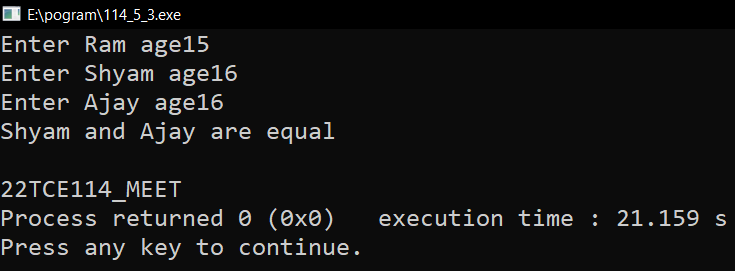 E:\pogram\114_5_3.exe
Enter Ram age15
Enter Shyam age16
Enter Ajay age16
Shyam and Ajay are equal
22TCE114_MEET
Process returned 0 (0x0)   execution time : 21.159 s
Press any key to continue.